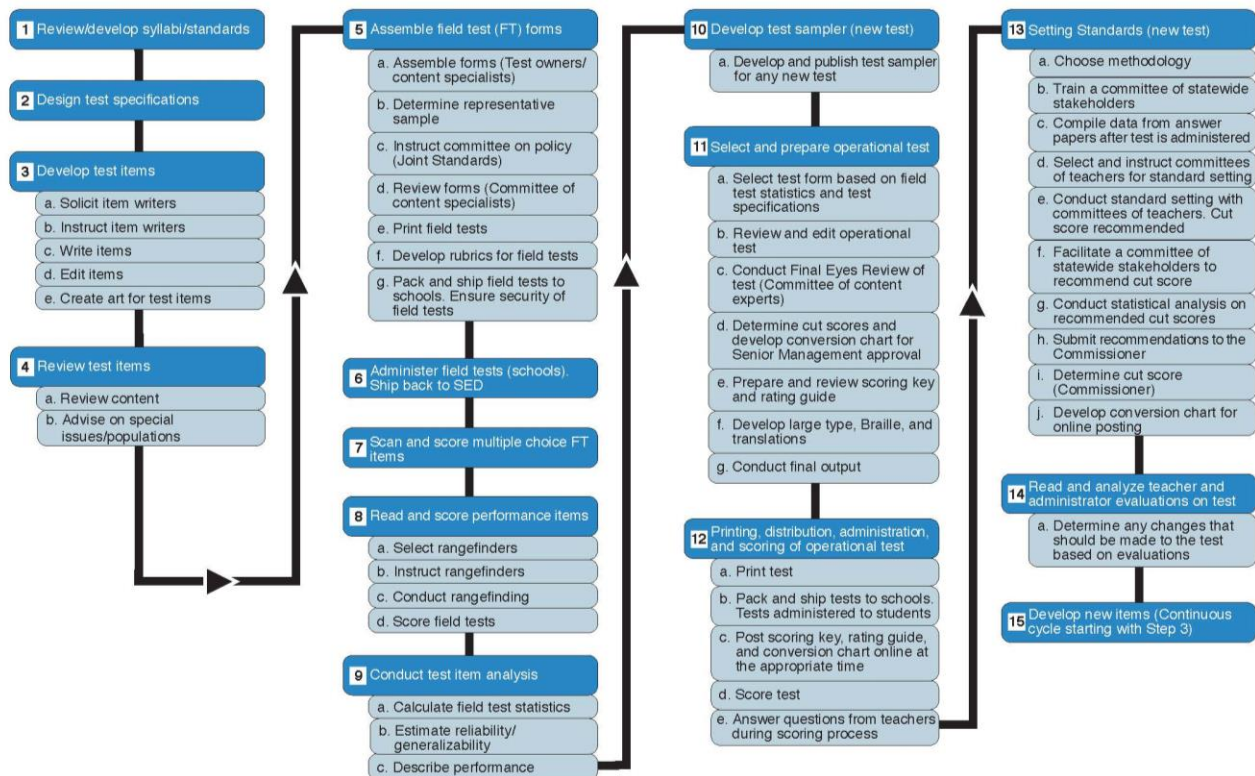 1 Review/develop syllabi/standards
2 Design test specifications
3 Develop test items
a. Solicit item writers
b. Instruct item writers
c. Write items
d. Edit items
e. Create art for test items
4 Review test items
a. Review content
b. Advise on special
issues/populations
5 Assemble field test (FT) forms
a. Assemble forms (Test owners/
content specialists)
b. Determine representative
sample
c. Instruct committee on policy
(Joint Standards)
d. Review forms (Committee of
content specialists)
e. Print field tests
f. Develop rubrics for field tests
g. Pack and ship field tests to
schools. Ensure security of
field tests
6 Administer field tests (schools).
Ship back to SED
7 Scan and score multiple choice FT
items
8 Read and score performance items
a. Select rangefinders
b. Instruct rangefinders
c. Conduct rangefinding
d. Score field tests
9 Conduct test item analysis
a. Calculate field test statistics
b. Estimate reliability/
generalizability
c. Describe performance
10 Develop test sampler (new test)
a. Develop and publish test sampler
for any new test
11 Select and prepare operational test
a. Select test form based on field
test statistics and test
specifications
b. Review and edit operational
test
c. Conduct Final Eyes Review of
test (Committee of content
experts)
d. Determine cut scores and
develop conversion chart for
Senior Management approval
e. Prepare and review scoring key
and rating guide
f. Develop large type, Braille, and
translations
g. Conduct final output
12 Printing, distribution, administration,
and scoring of operational test
a. Print test
b. Pack and ship tests to schools.
Tests administered to students
c. Post scoring key, rating guide,
and conversion chart online at
the appropriate time
d. Score test
e. Answer questions from teachers
during scoring process
13 Setting Standards (new test)
a. Choose methodology
b. Train a committee of statewide
stakeholders
c. Compile data from answer
papers after test is administered
d. Select and instruct committees
of teachers for standard setting
e. Conduct standard setting with
committees of teachers. Cut
score recommended
f. Facilitate a committee of
statewide stakeholders to
recommend cut score
g. Conduct statistical analysis on
recommended cut scores
h. Submit recommendations to the
Commissioner
i. Determine cut score
(Commissioner)
j. Develop conversion chart for
online posting
14 Read and analyze teacher and
administrator evaluations on test
a. Determine any changes that
should be made to the test
based on evaluations
15 Develop new items (Continuous
cycle starting with Step 3)